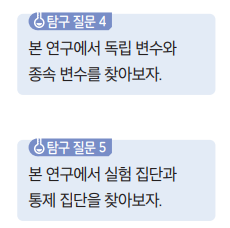 탐구 질문 4
본 연구에서 독립 변수와
종속 변수를 찾아보자.
탐구 질문 5
본 연구에서 실험 집단과
통제 집단을 찾아보자.